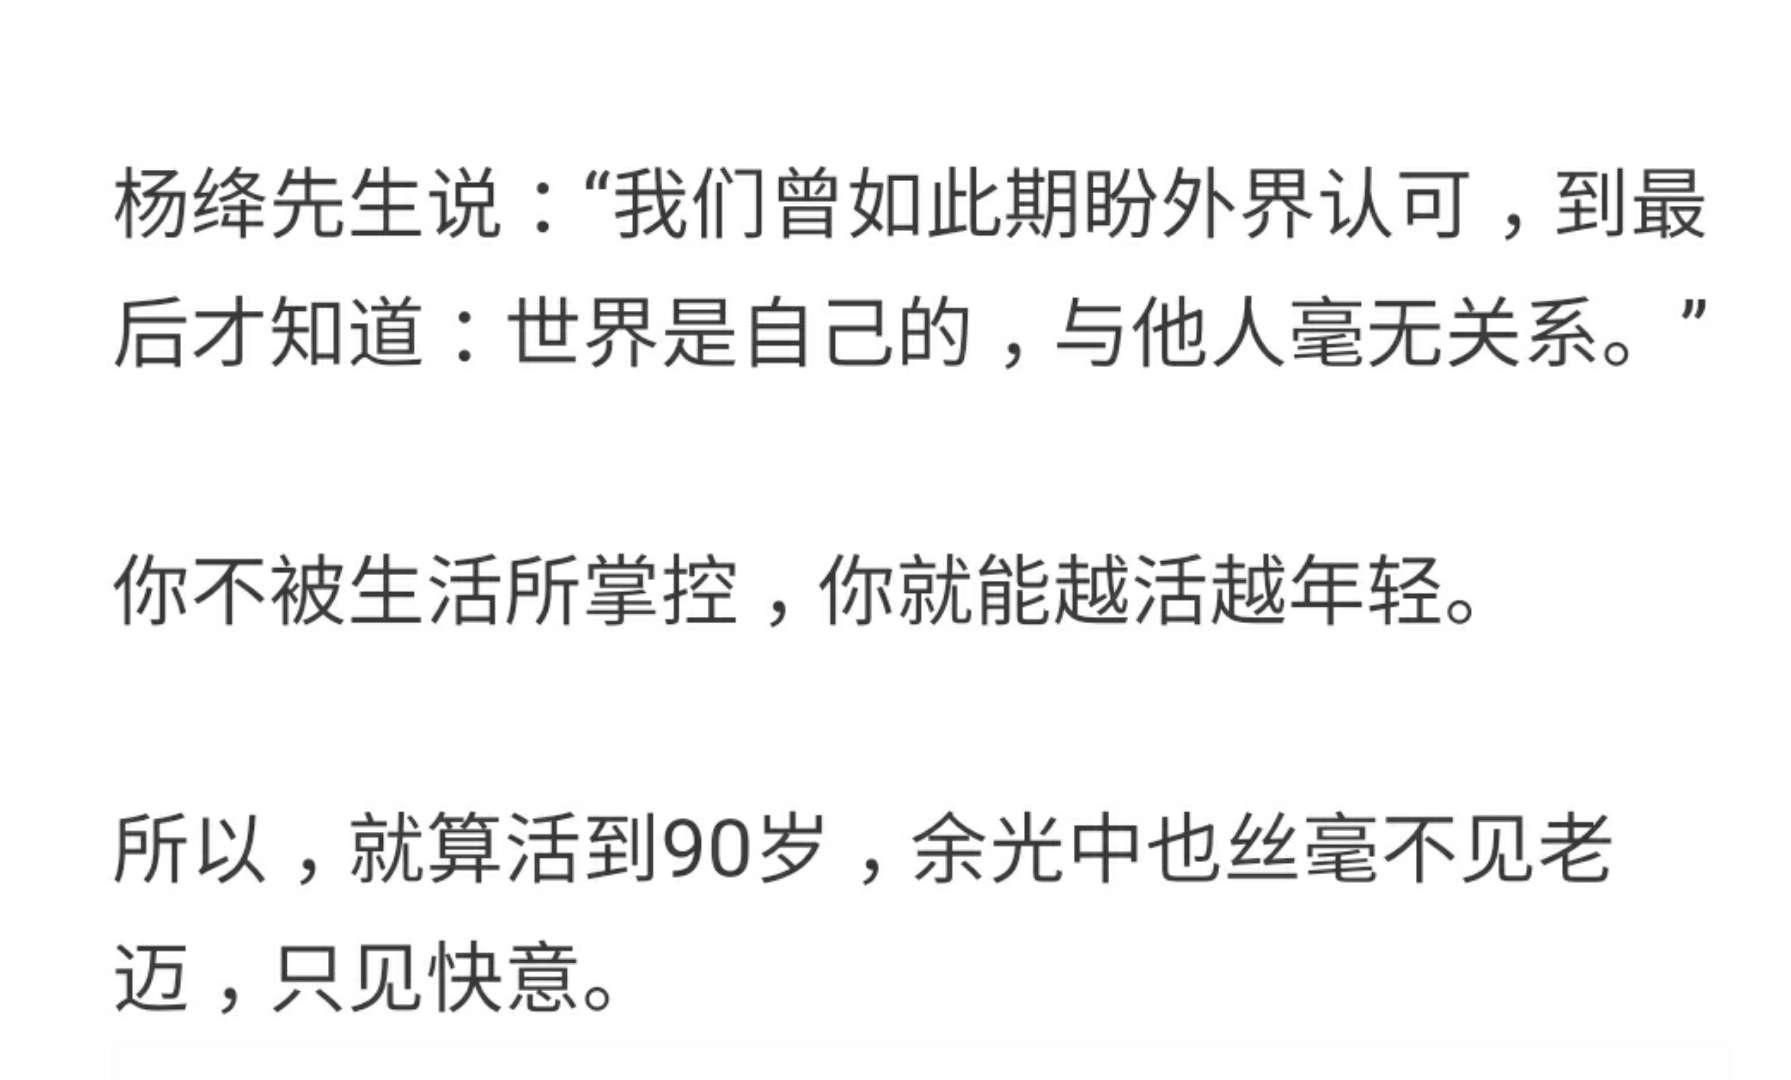 杨绛先生说：“我们曾如此期盼外界认可，到最
后才知道：世界是自己的，与他人毫无关系。”
你不被生活所掌控，你就能越活越年轻。
所以，就算活到90岁，余光中也丝毫不见老
迈，只见快意。